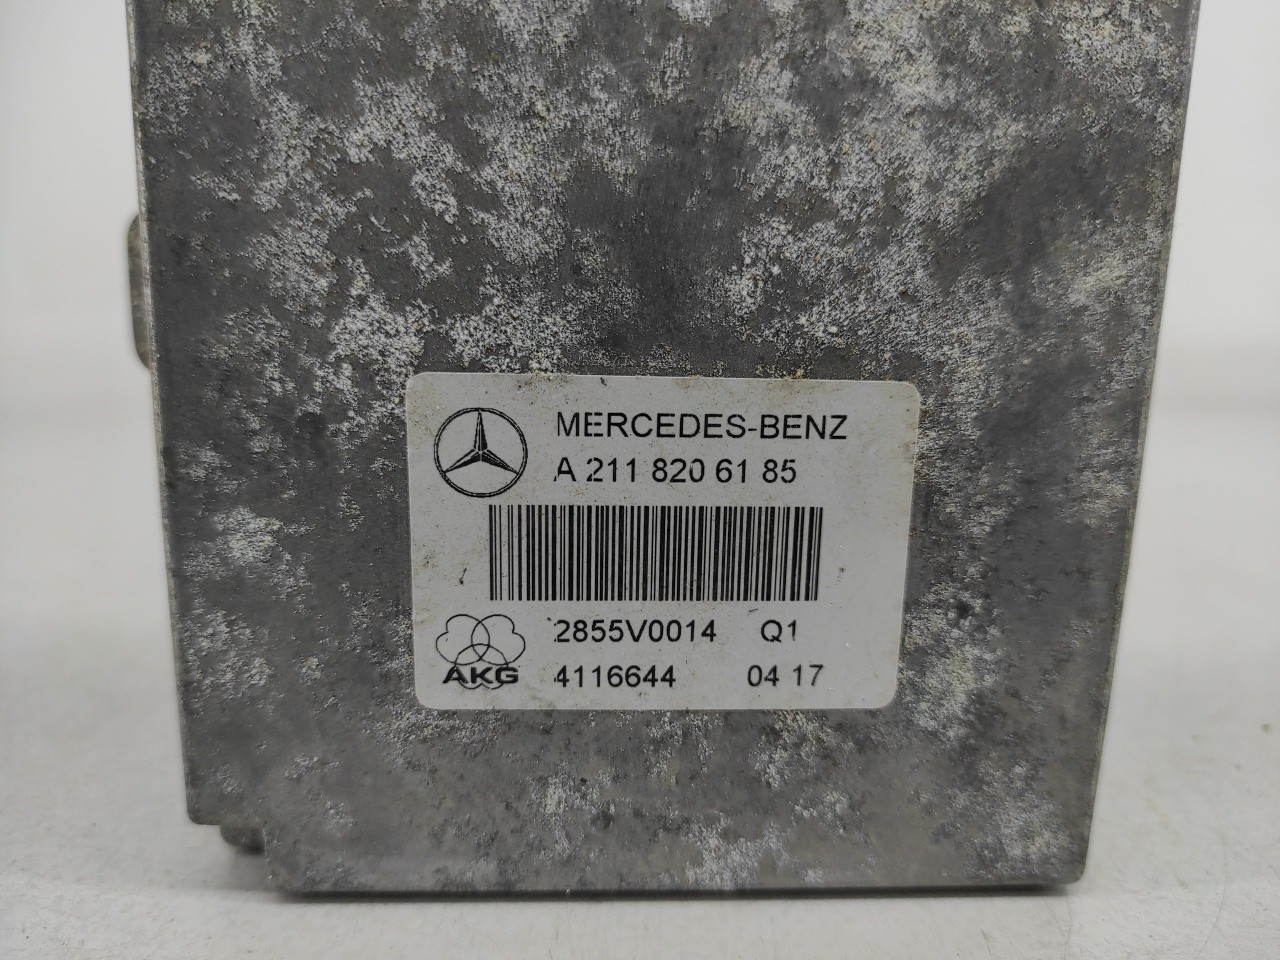 MERCEDES-BENZ
A 211 820 61 85
2855V0014 Q1
AKG
4116644 04 17